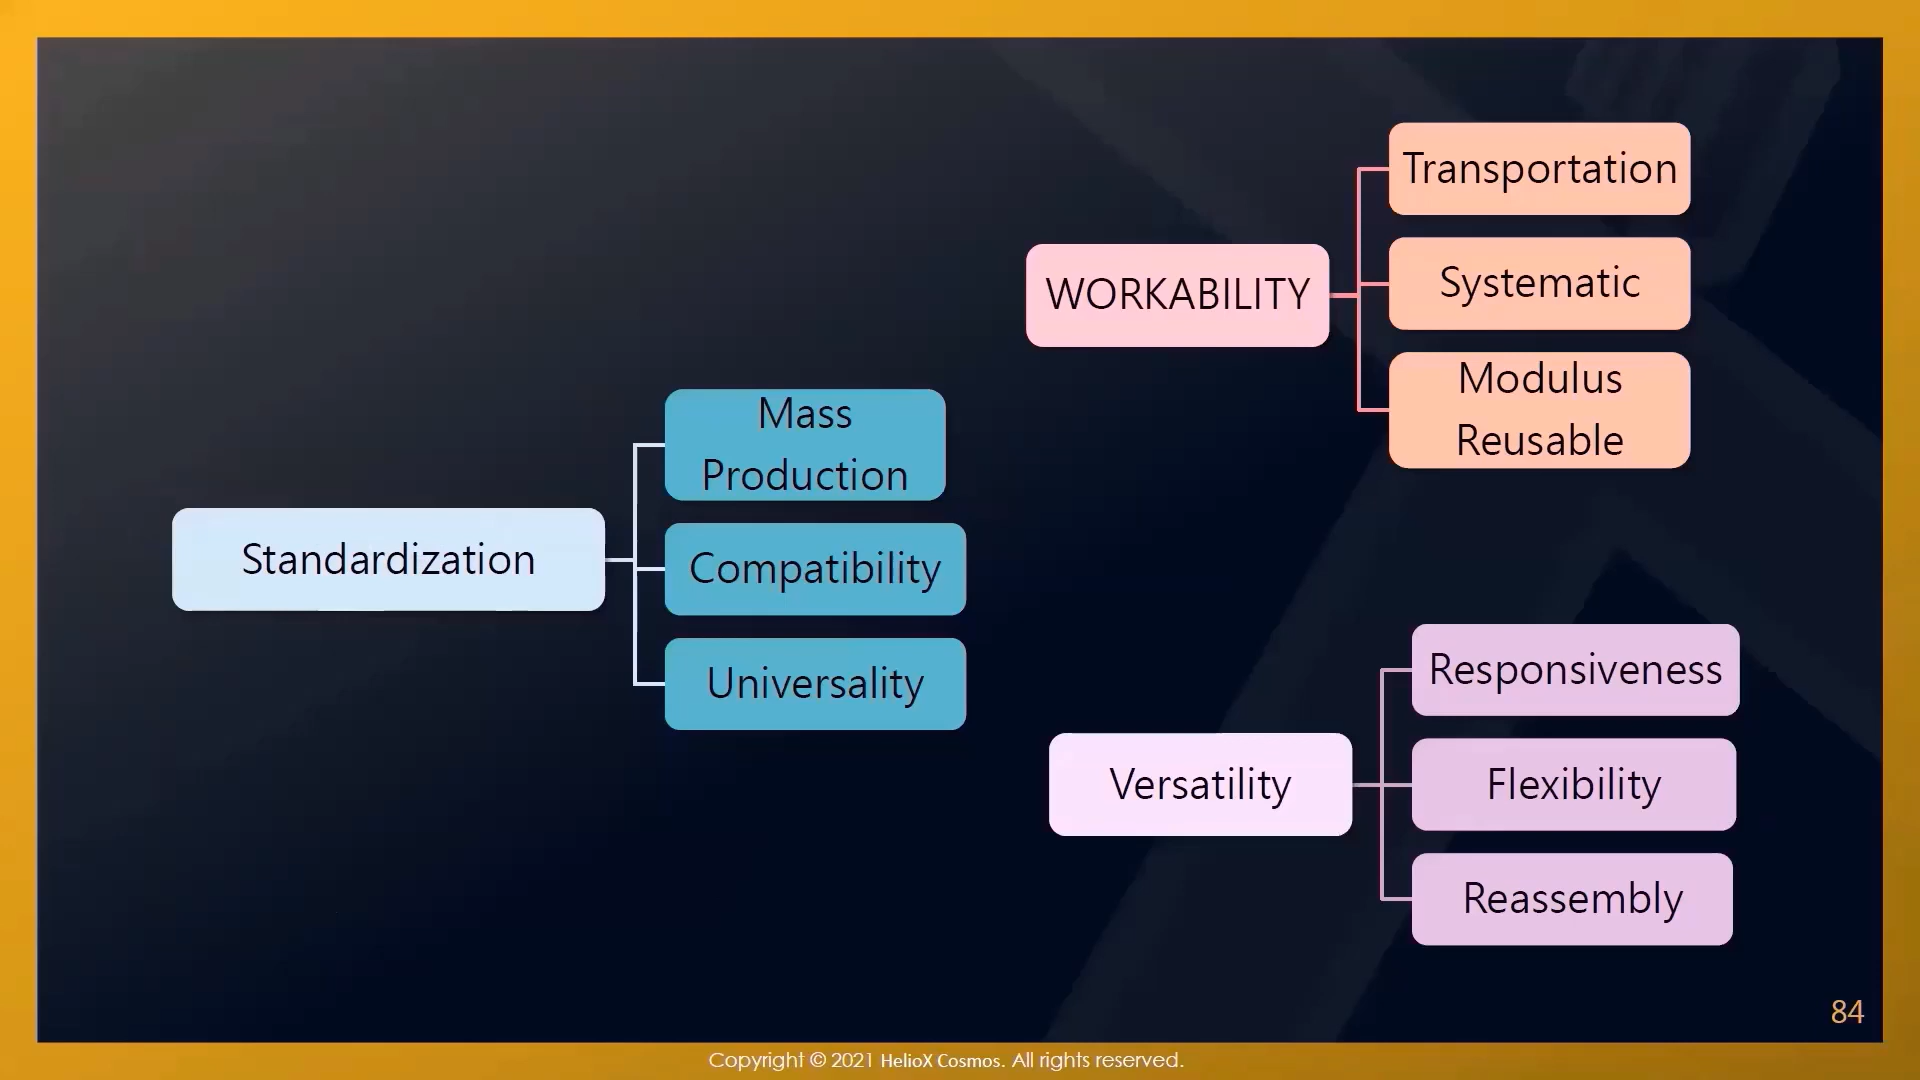 Standardization
Mass
Production
Compatibility
Universality
WORKABILITY
Transportation
Systematic
Modulus
Reusable
Versatility
Responsiveness
Flexibility
Reassembly
84
Copyright © 2021 HelioX Cosmos. All rights reserved.